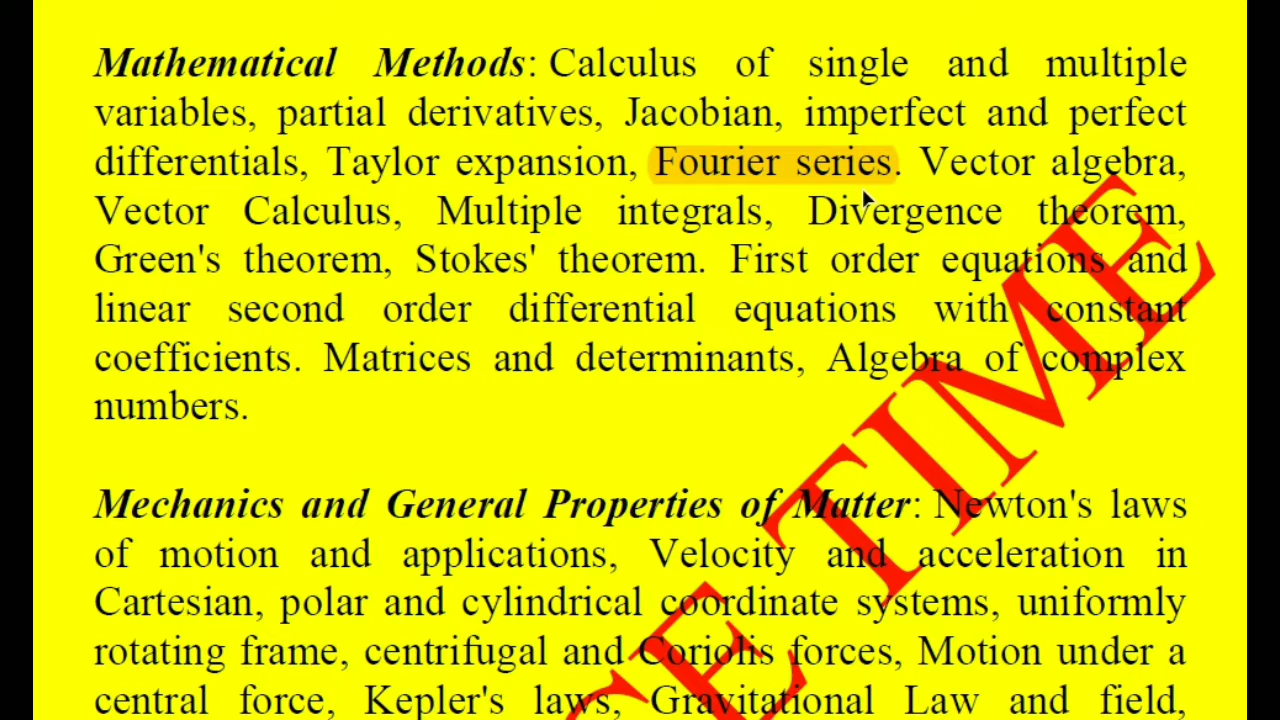 Mathematical Methods: Calculus of single and multiple
variables, partial derivatives, Jacobian, imperfect and perfect
differentials, Taylor expansion, Fourier series. Vector algebra,
Vector Calculus, Multiple integrals, Divergence theorem,
Green's theorem, Stokes' theorem. First order equations and
linear second order differential equations with constant
coefficients. Matrices and determinants, Algebra of complex
numbers.
Mechanics and General Properties of Matter: Newton's laws
of motion and applications, Velocity and acceleration in
Cartesian, polar and cylindrical coordinate systems, uniformly
rotating frame, centrifugal and Coriolis forces, Motion under a
central force, Kepler's laws, Gravitational Law and field,
CE TIME